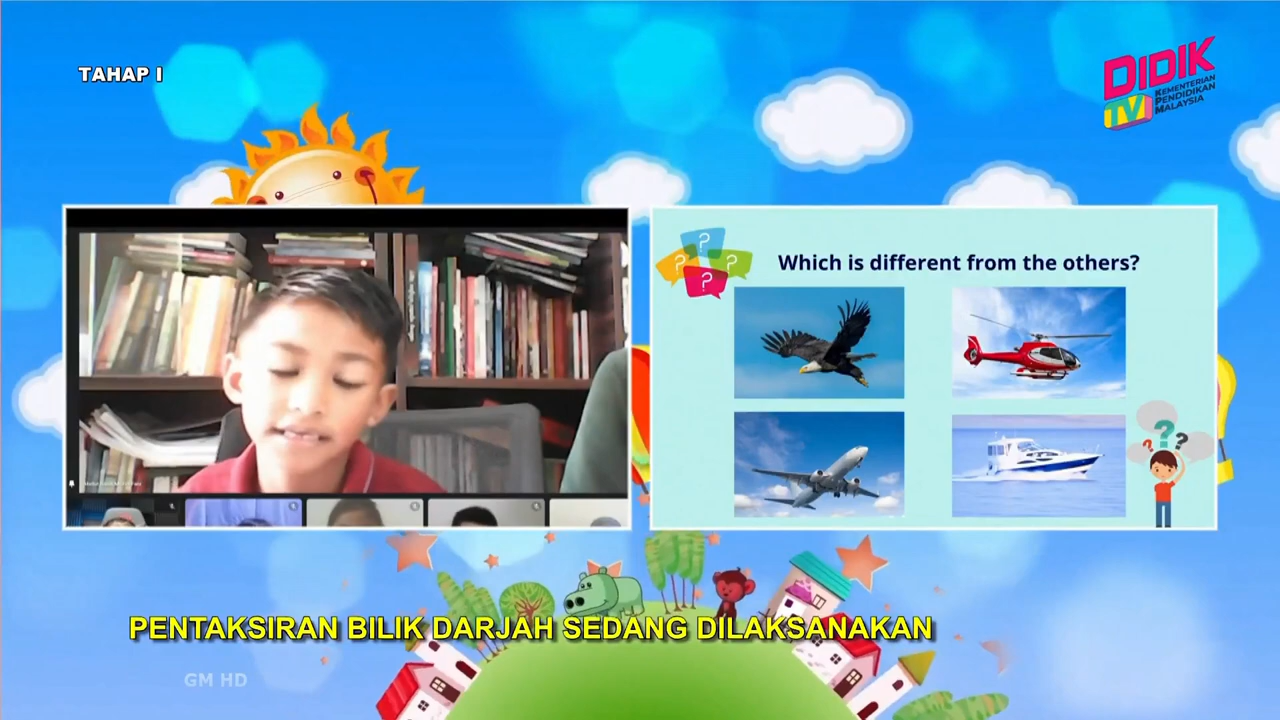 TAHAP I
DIDIK
TV
KEMENTERIAN
PENDIDIKAN
MALAYSIA
Which is different from the others?
PENTAKSIRAN BILIK DARJAH SEDANG DILAKSANAKAN
GM HD